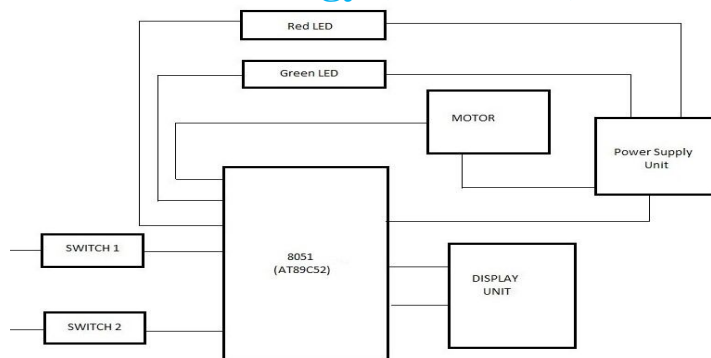 Red LED
Green LED
MOTOR
Power Supply
Unit
SWITCH 1
8051
(AT89C52)
DISPLAY
UNIT
SWITCH 2